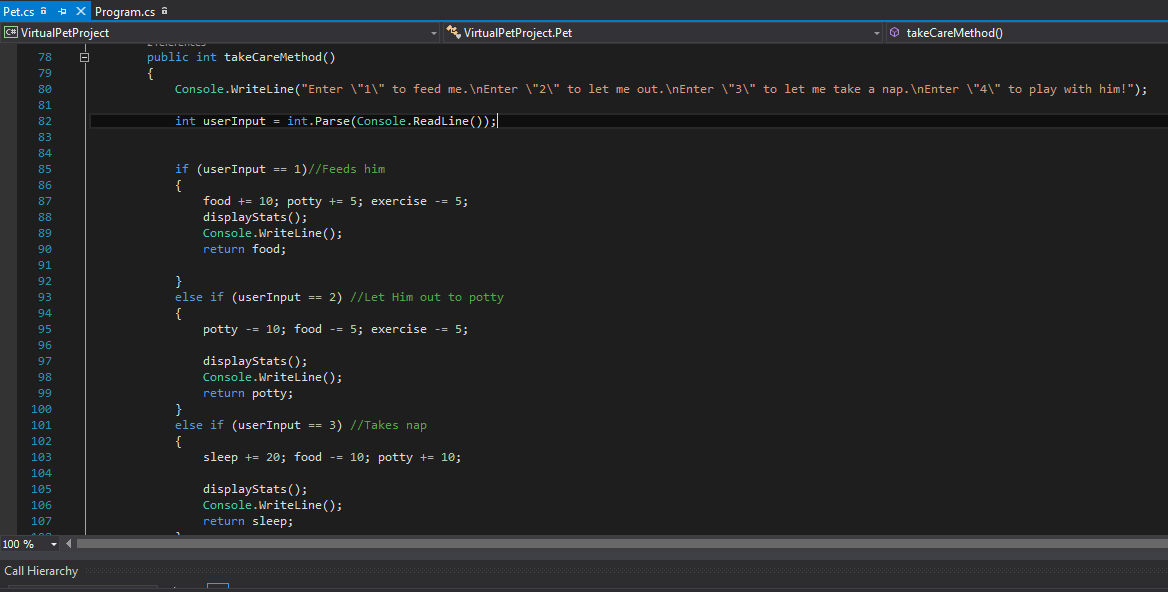 Pet.cs Program.cs
C# VirtualPetProject VirtualPetProject.Pet takeCareMethod()
78 public int takeCareMethod()
79 {
80 Console.WriteLine("Enter \"1\" to feed me.\nEnter \"2\" to let me out.\nEnter \"3\" to let me take a nap.\nEnter \"4\" to play with him!");
81
82 int userInput = int.Parse(Console.ReadLine());
83
84
85 if (userInput == 1)//Feeds him
86 {
87 food += 10; potty += 5; exercise -= 5;
88 displayStats();
89 Console.WriteLine();
90 return food;
91
92 }
93 else if (userInput == 2) //Let Him out to potty
94 {
95 potty -= 10; food -= 5; exercise -= 5;
96
97 displayStats();
98 Console.WriteLine();
99 return potty;
100 }
101 else if (userInput == 3) //Takes nap
102 {
103 sleep += 20; food -= 10; potty += 10;
104
105 displayStats();
106 Console.WriteLine();
107 return sleep;
100 %
Call Hierarchy